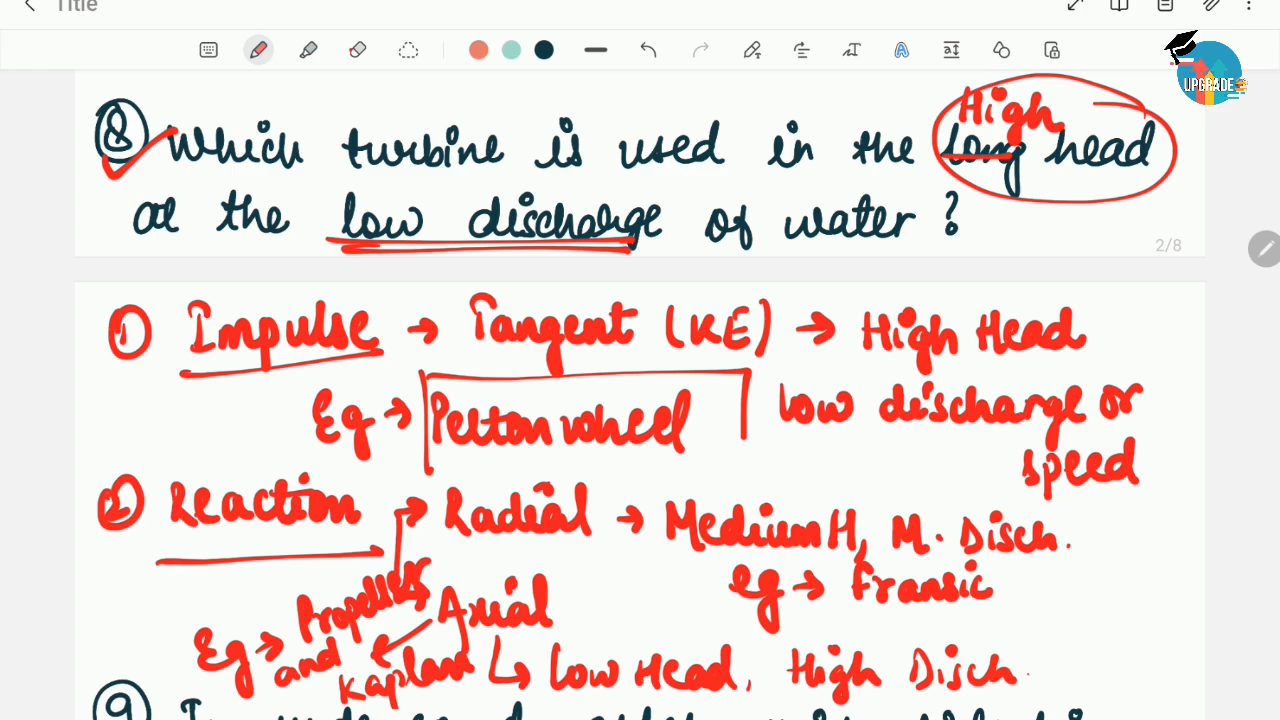 Title
UPGRADE
High
8 Which turbine is used in the long head
at the low discharge of water ?
2/8
1 Impulse → Tangent (KE) → High Head
Eg → Pelton wheel low discharge or
speed
2 Reaction → Radial → Medium H, M. Disch.
eg → Fransic
Propeller Axial
Eg → and
Kaplan ↳ Low Head, High Disch.
9